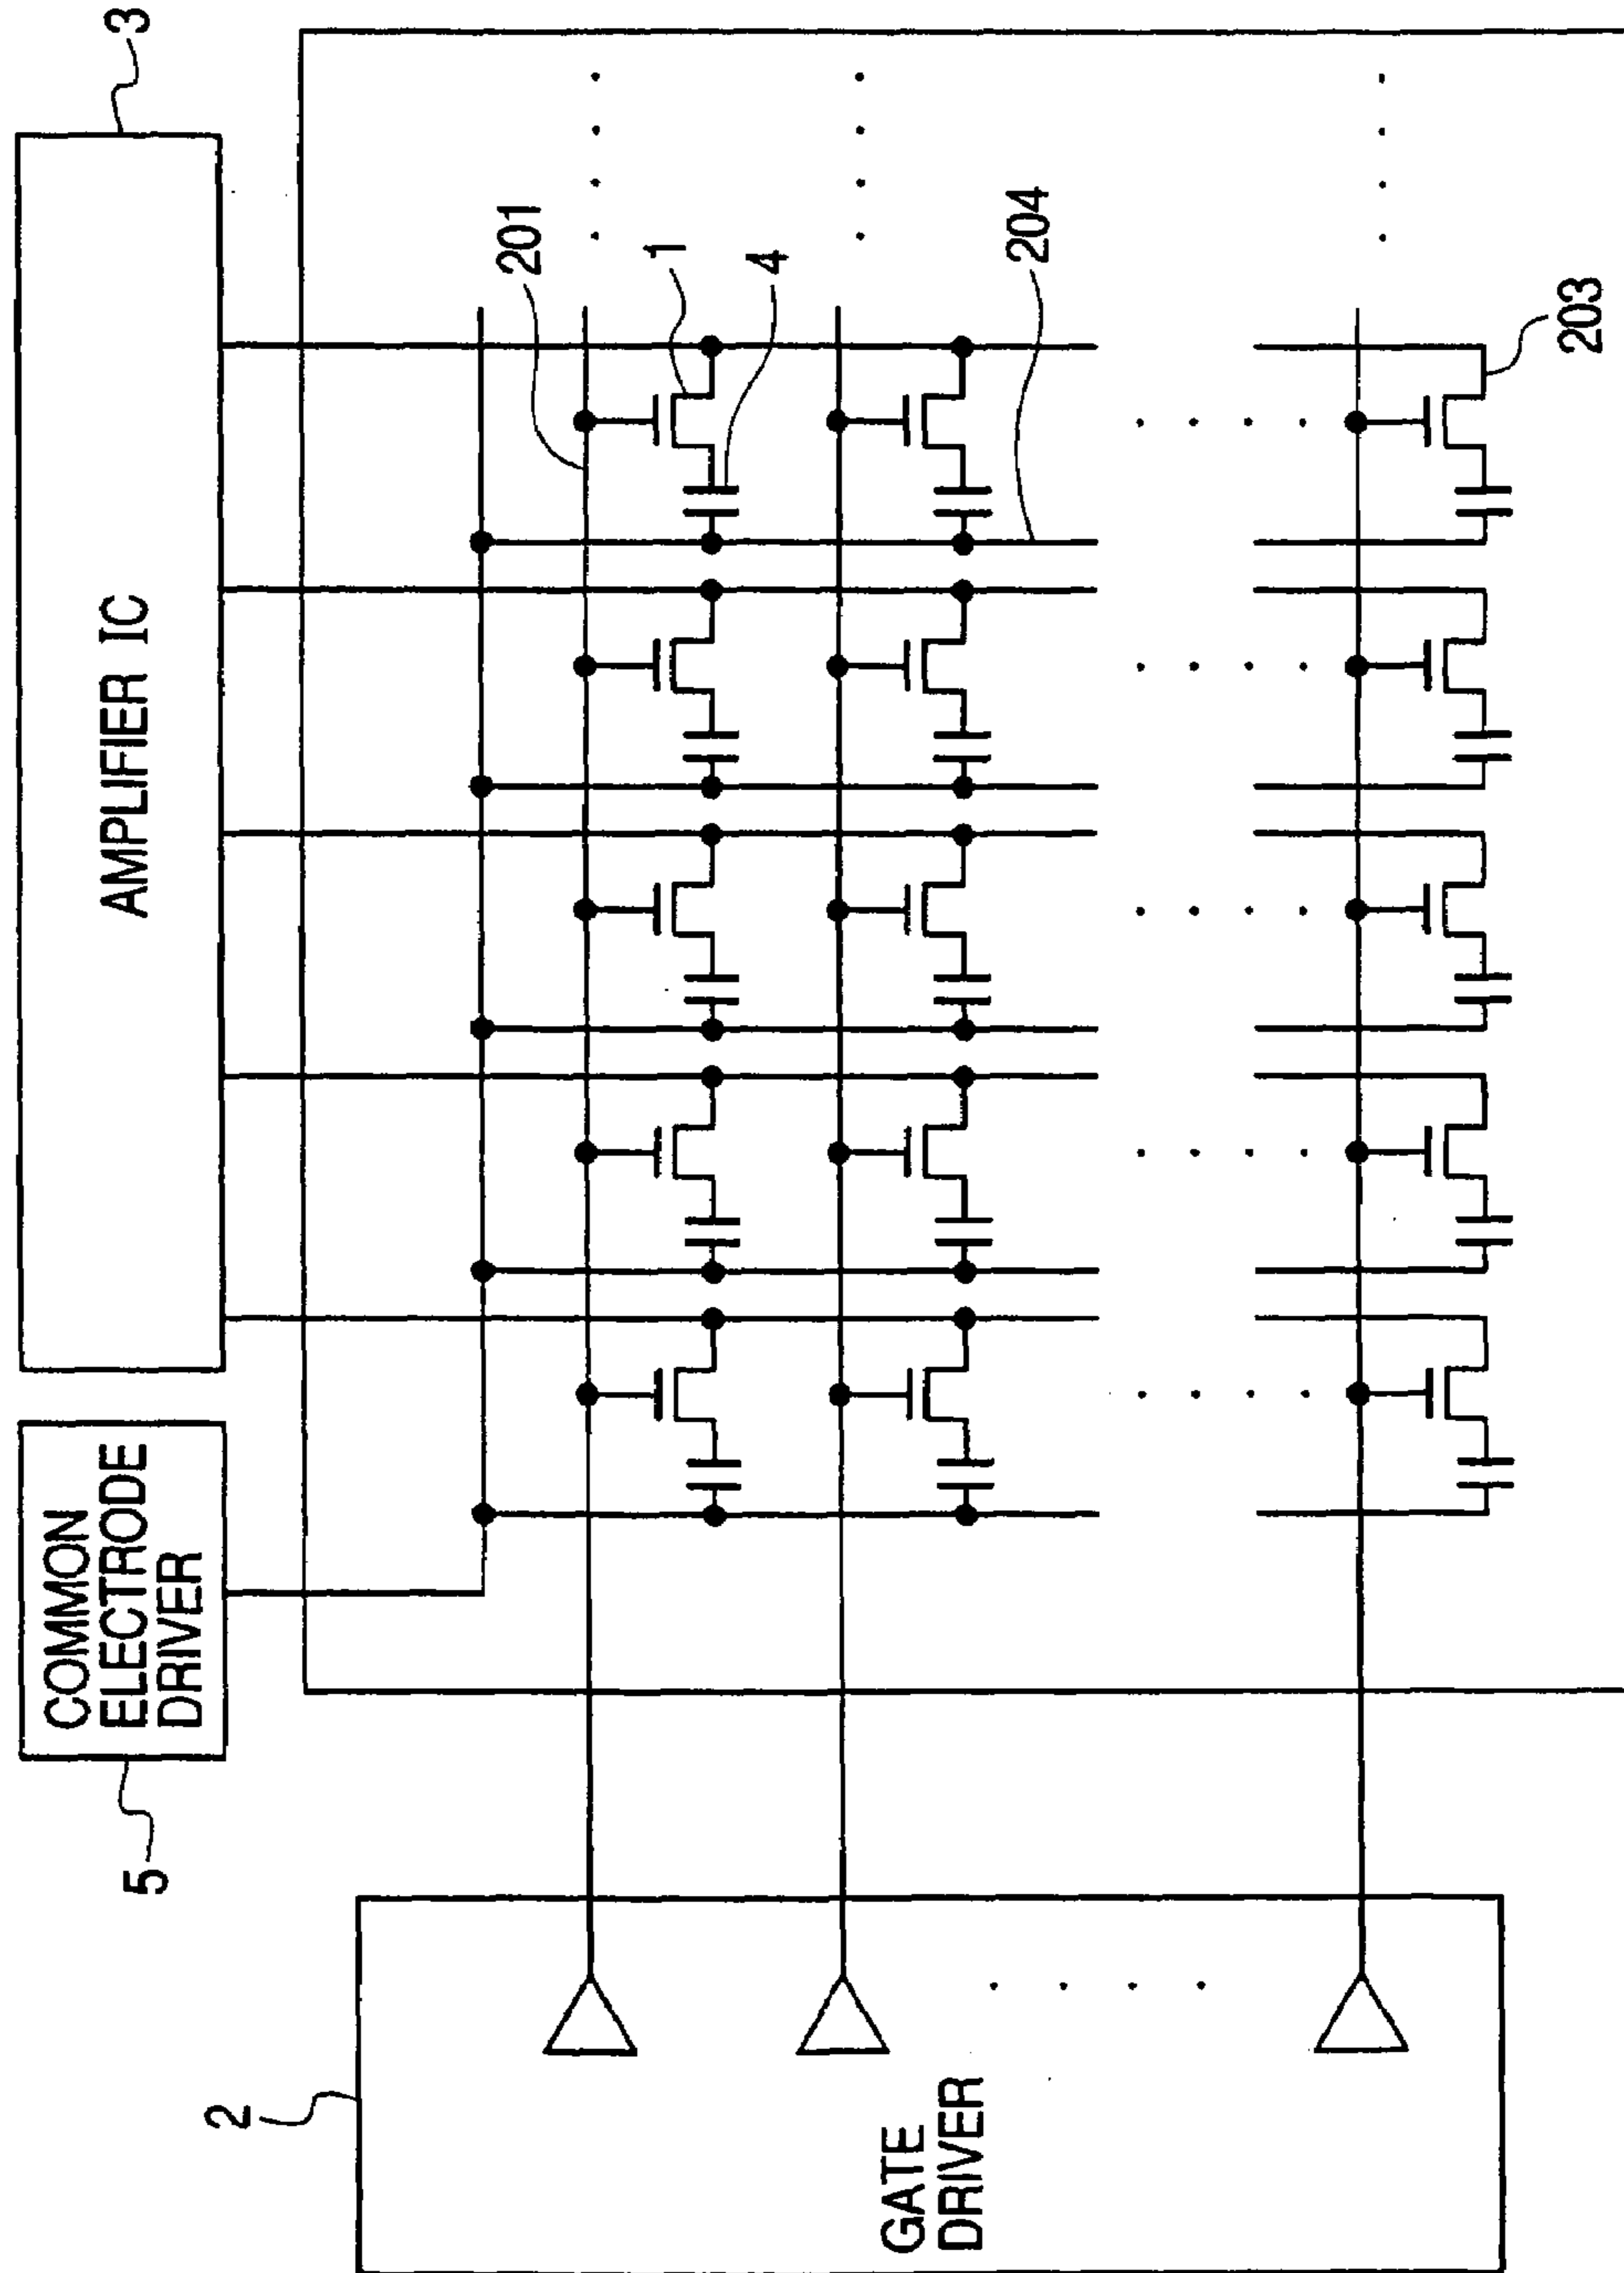 3
AMPLIFIER IC
COMMON
ELECTRODE
DRIVER
5
201
1
4
204
203
2
GATE
DRIVER